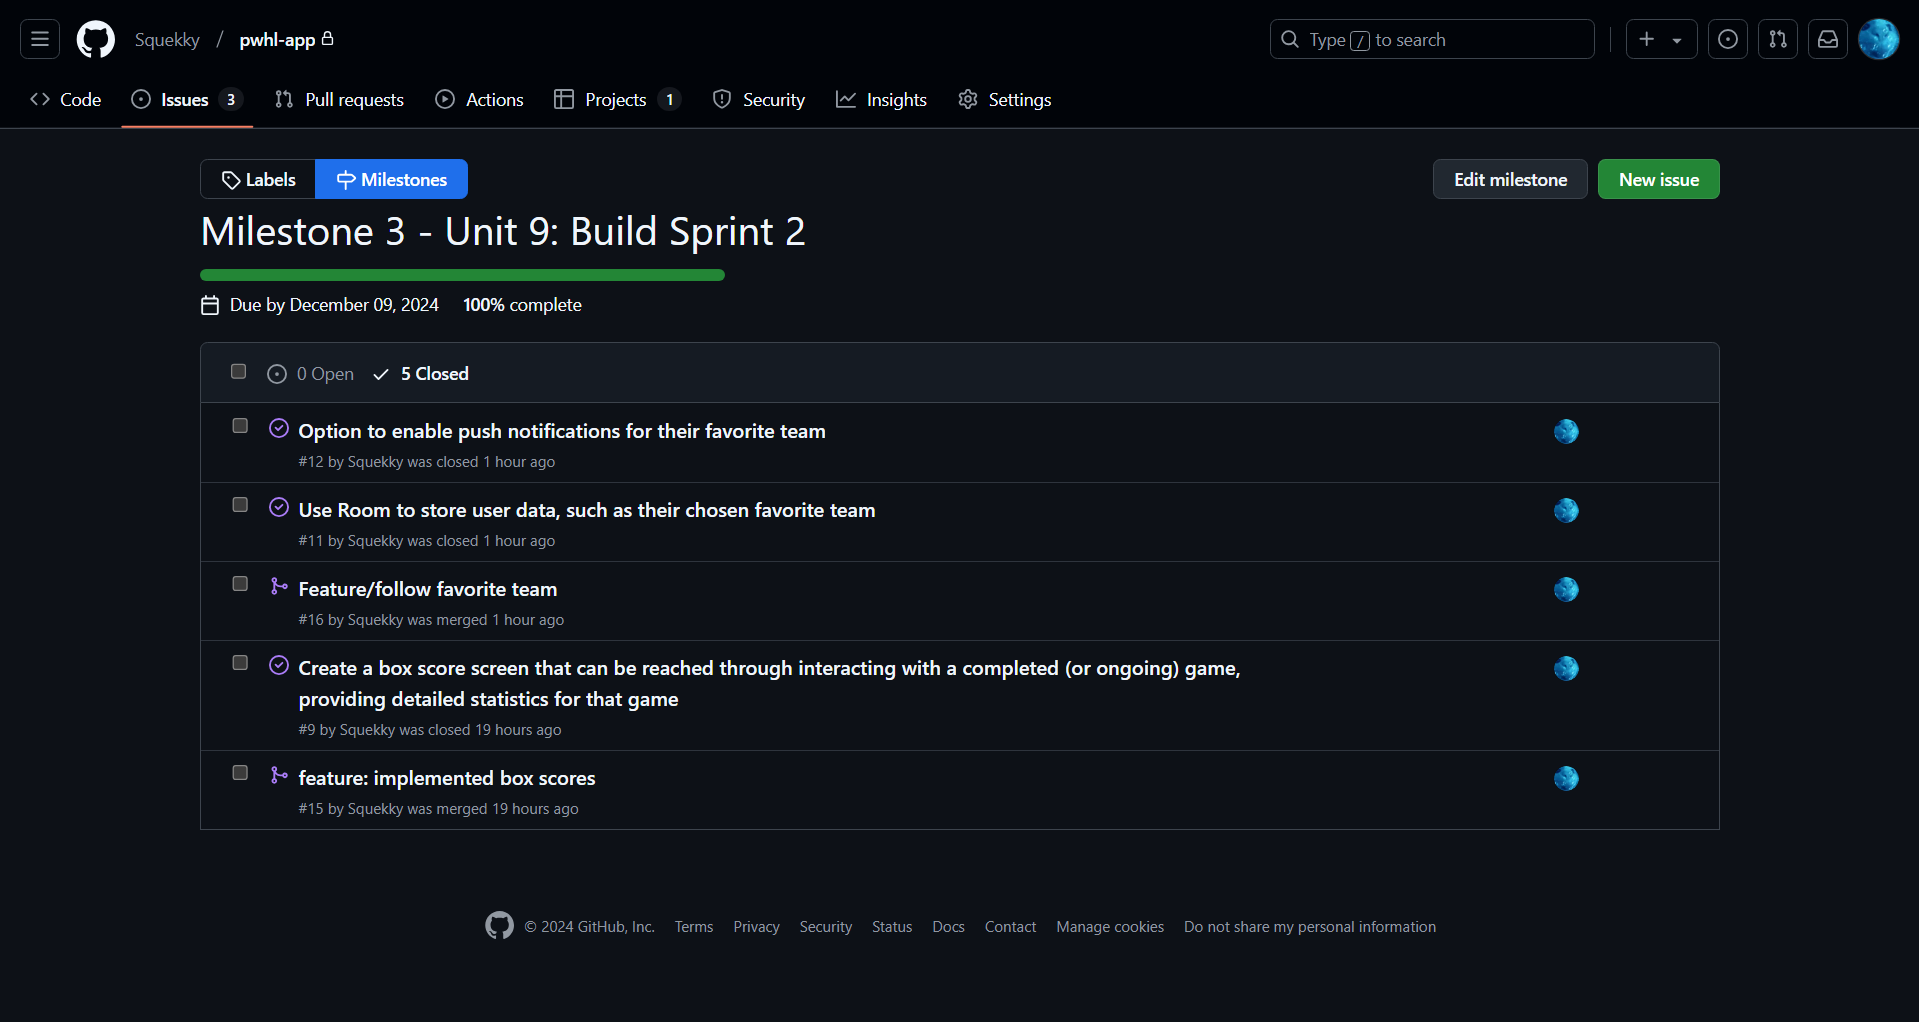 Squekky / pwhl-app
Type / to search
Code
Issues 3
Pull requests
Actions
Projects 1
Security
Insights
Settings
Labels
Milestones
Edit milestone
New issue
Milestone 3 - Unit 9: Build Sprint 2
Due by December 09, 2024 100% complete
0 Open 5 Closed
Option to enable push notifications for their favorite team
#12 by Squekky was closed 1 hour ago
Use Room to store user data, such as their chosen favorite team
#11 by Squekky was closed 1 hour ago
Feature/follow favorite team
#16 by Squekky was merged 1 hour ago
Create a box score screen that can be reached through interacting with a completed (or ongoing) game,
providing detailed statistics for that game
#9 by Squekky was closed 19 hours ago
feature: implemented box scores
#15 by Squekky was merged 19 hours ago
© 2024 GitHub, Inc. Terms Privacy Security Status Docs Contact Manage cookies Do not share my personal information